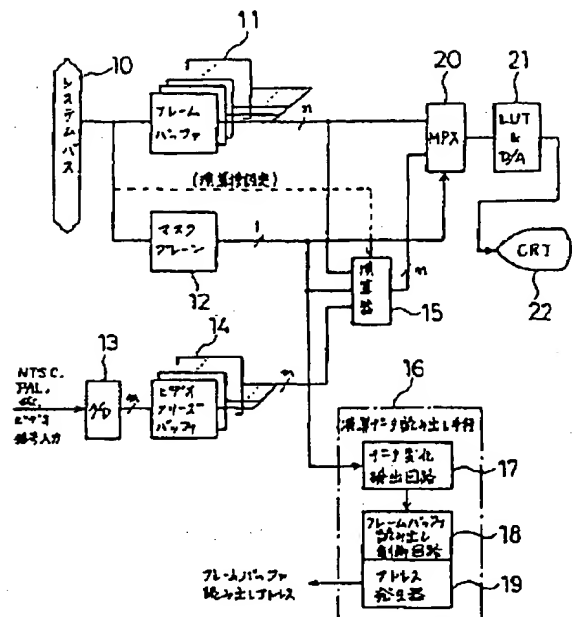 10
システムバス
11
フレーム
バッファ
n
20
MPX
21
LUT
&
D/A
CRT
22
マスク
プレーン
12
1
演算器
15
n
13
NTSC.
PAL.
etc.
ビデオ
信号入力
A/D
m
14
ビデオ
フリーズ
バッファ
m
16
演算データ読み出し手段
データ変化
検出回路
17
フレームバッファ
読み出し
制御回路
18
アドレス
発生器
19
フレームバッファ
読み出しアドレス